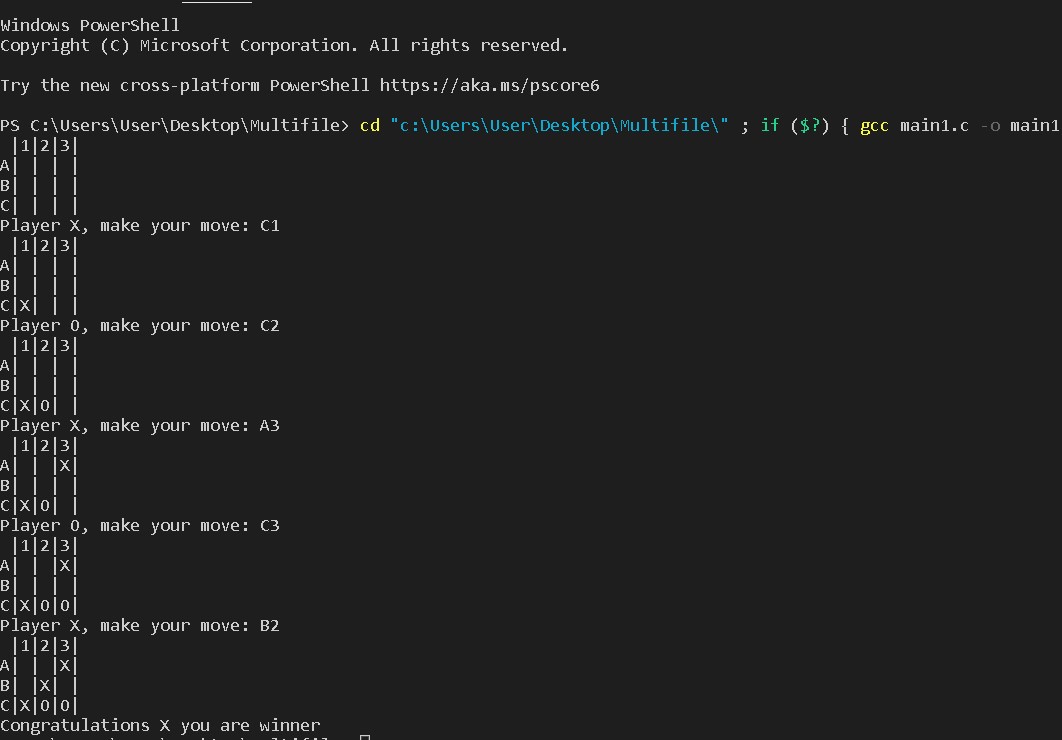 Windows PowerShell
Copyright (C) Microsoft Corporation. All rights reserved.
Try the new cross-platform PowerShell https://aka.ms/pscore6
PS C:\Users\User\Desktop\Multifile> cd "c:\Users\User\Desktop\Multifile\" ; if ($?) { gcc main1.c -o main1
 |1|2|3|
A| | | |
B| | | |
C| | | |
Player X, make your move: C1
 |1|2|3|
A| | | |
B| | | |
C|X| | |
Player O, make your move: C2
 |1|2|3|
A| | | |
B| | | |
C|X|O| |
Player X, make your move: A3
 |1|2|3|
A| | |X|
B| | | |
C|X|O| |
Player O, make your move: C3
 |1|2|3|
A| | |X|
B| | | |
C|X|O|O|
Player X, make your move: B2
 |1|2|3|
A| | |X|
B| |X| |
C|X|O|O|
Congratulations X you are winner